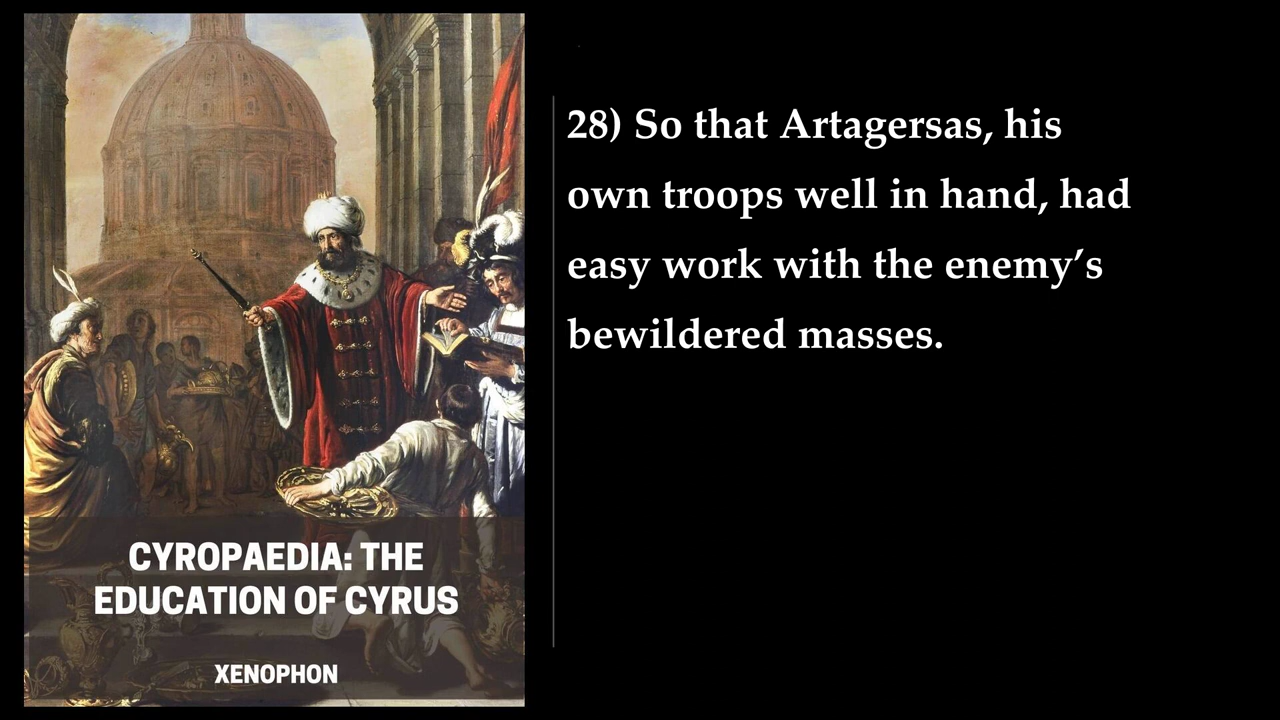 28) So that Artagersas, his
own troops well in hand, had
easy work with the enemy’s
bewildered masses.
CYROPAEDIA: THE
EDUCATION OF CYRUS
XENOPHON